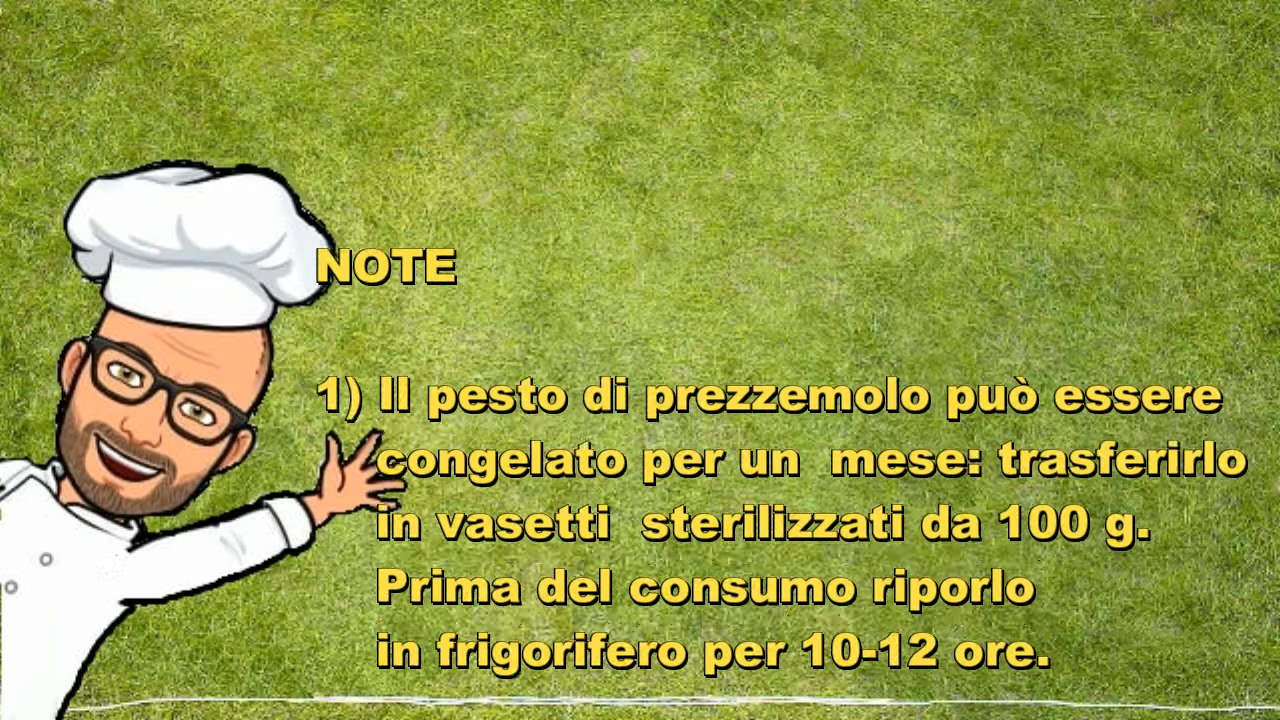 NOTE
1) Il pesto di prezzemolo può essere
congelato per un mese: trasferirlo
in vasetti sterilizzati da 100 g.
Prima del consumo riporlo
in frigorifero per 10-12 ore.